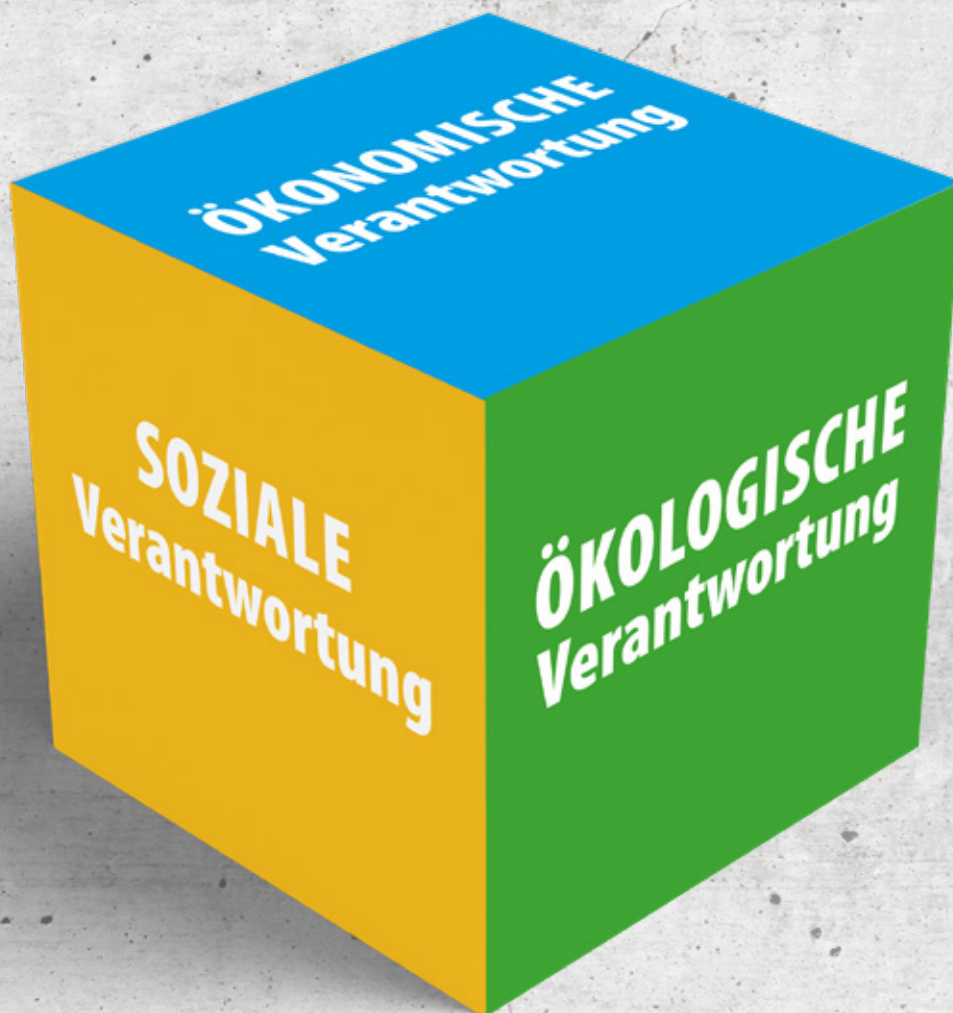 ÖKONOMISCHE
Verantwortung
SOZIALE
Verantwortung
ÖKOLOGISCHE
Verantwortung